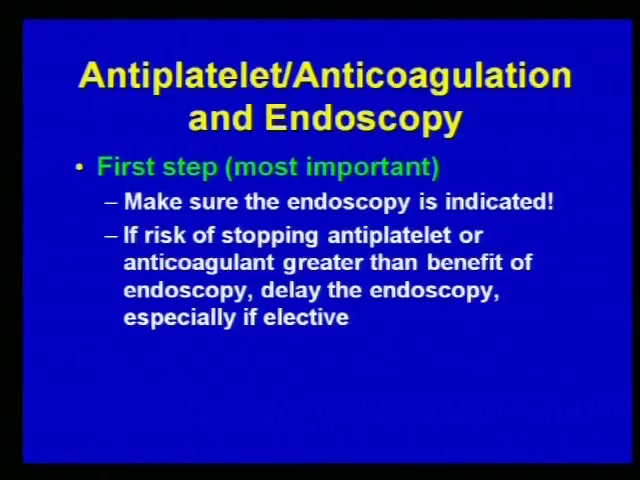 Antiplatelet/Anticoagulation
and Endoscopy
• First step (most important)
– Make sure the endoscopy is indicated!
– If risk of stopping antiplatelet or
anticoagulant greater than benefit of
endoscopy, delay the endoscopy,
especially if elective